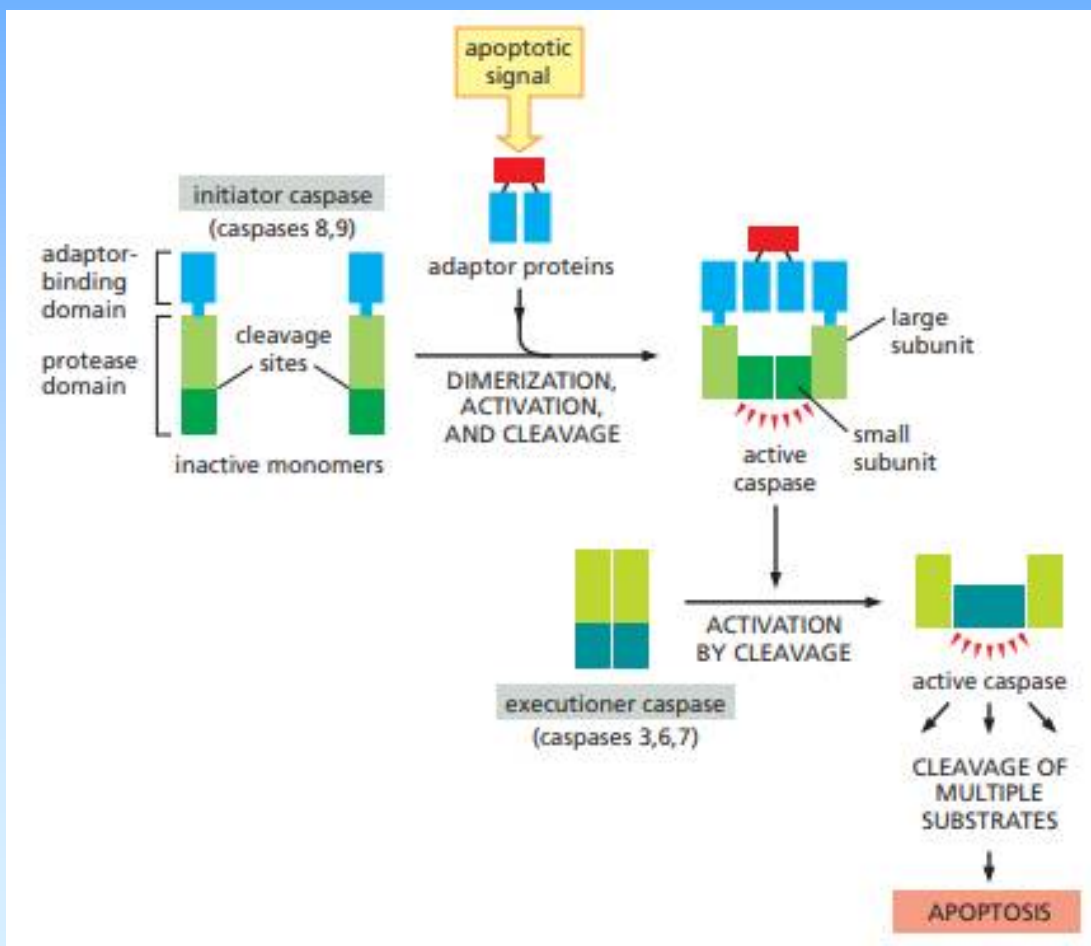 apoptotic
signal
initiator caspase
(caspases 8,9)
adaptor-
binding
domain
protease
domain
cleavage
sites
inactive monomers
adaptor proteins
DIMERIZATION,
ACTIVATION,
AND CLEAVAGE
large
subunit
small
subunit
active
caspase
executioner caspase
(caspases 3,6,7)
ACTIVATION
BY CLEAVAGE
active caspase
CLEAVAGE OF
MULTIPLE
SUBSTRATES
APOPTOSIS